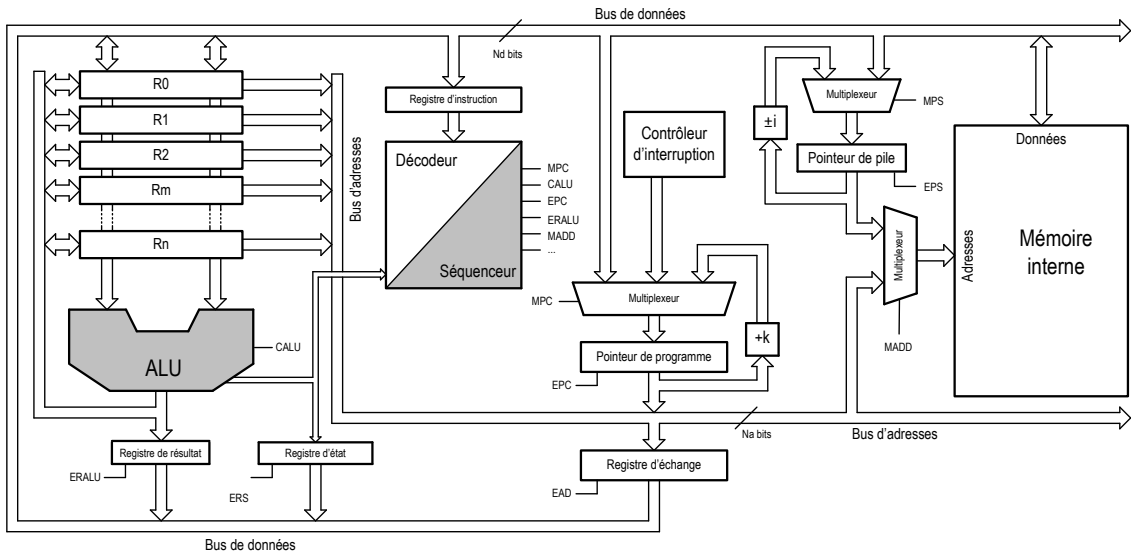 Bus de données
Nd bits
R0
R1
R2
Rm
Rn
Bus d'adresses
ALU
CALU
Registre de résultat
ERALU
Registre d'état
ERS
Registre d'instruction
Décodeur
Séquenceur
MPC
CALU
EPC
ERALU
MADD
...
Contrôleur
d'interruption
MPC
Multiplexeur
+k
Pointeur de programme
EPC
Na bits
Bus d'adresses
Registre d'échange
EAD
Multiplexeur
MPS
±i
Pointeur de pile
EPS
Multiplexeur
MADD
Données
Adresses
Mémoire
interne
Bus de données